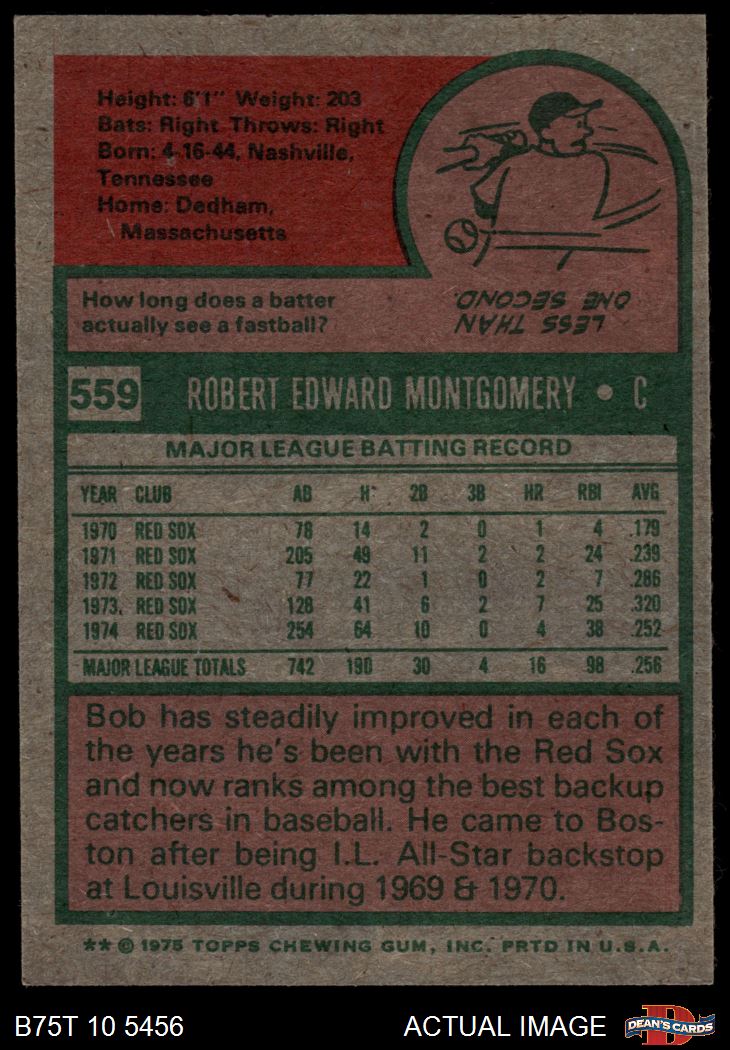 Height: 6'1" Weight: 203
Bats: Right Throws: Right
Born: 4-16-44, Nashville,
Tennessee
Home: Dedham,
Massachusetts
How long does a batter
actually see a fastball?
LESS THAN
ONE SECOND.
559 ROBERT EDWARD MONTGOMERY • C
MAJOR LEAGUE BATTING RECORD
YEAR CLUB AB H 2B 3B HR RBI AVG
1970 RED SOX 78 14 2 0 1 4 .179
1971 RED SOX 205 49 11 2 2 24 .239
1972 RED SOX 77 22 1 0 2 7 .286
1973. RED SOX 128 41 6 2 7 25 .320
1974 RED SOX 254 64 10 0 4 38 .252
MAJOR LEAGUE TOTALS 742 190 30 4 16 98 .256
Bob has steadily improved in each of
the years he's been with the Red Sox
and now ranks among the best backup
catchers in baseball. He came to Bos-
ton after being I.L. All-Star backstop
at Louisville during 1969 & 1970.
** © 1975 TOPPS CHEWING GUM, INC. PRTD IN U.S.A.
B75T 10 5456 ACTUAL IMAGE D DEAN'S CARDS